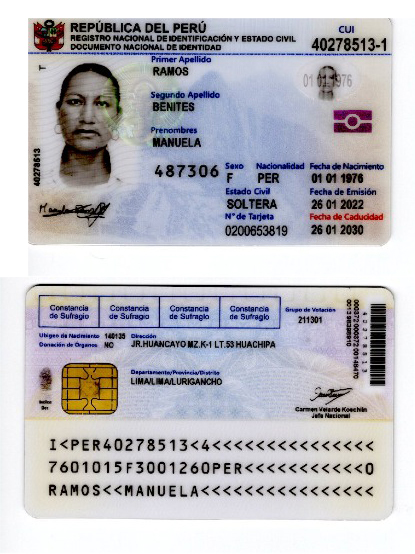 REPÚBLICA DEL PERÚ
REGISTRO NACIONAL DE IDENTIFICACIÓN Y ESTADO CIVIL
DOCUMENTO NACIONAL DE IDENTIDAD
CUI
40278513-1
Primer Apellido
RAMOS
Segundo Apellido
BENITES
Prenombres
MANUELA
01 01 1976
T
40278513
487306
Sexo Nacionalidad Fecha de Nacimiento
F PER 01 01 1976
Estado Civil Fecha de Emisión
SOLTERA 26 01 2022
N° de Tarjeta Fecha de Caducidad
0200653819 26 01 2030
Constancia de Sufragio
Constancia de Sufragio
Constancia de Sufragio
Constancia de Sufragio
Grupo de Votación
211301
Ubigeo de Nacimiento 140135 Dirección
Donación de Organos NO JR.HUANCAYO MZ.K-1 LT.53 HUACHIPA
Departamento/Provincia/Distrito
LIMA/LIMA/LURIGANCHO
Carmen Velarde Koechlin
Jefa Nacional
I<PER40278513<4<<<<<<<<<<<<<<<
7601015F3001260PER<<<<<<<<<<<0
RAMOS<<MANUELA<<<<<<<<<<<<<<<<